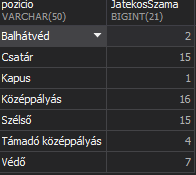 pozicio JatekosSzama
VARCHAR(50) BIGINT(21)
Balhátvéd 2
Csatár 15
Kapus 1
Középpályás 16
Szélső 15
Támadó középpályás 4
Védő 7